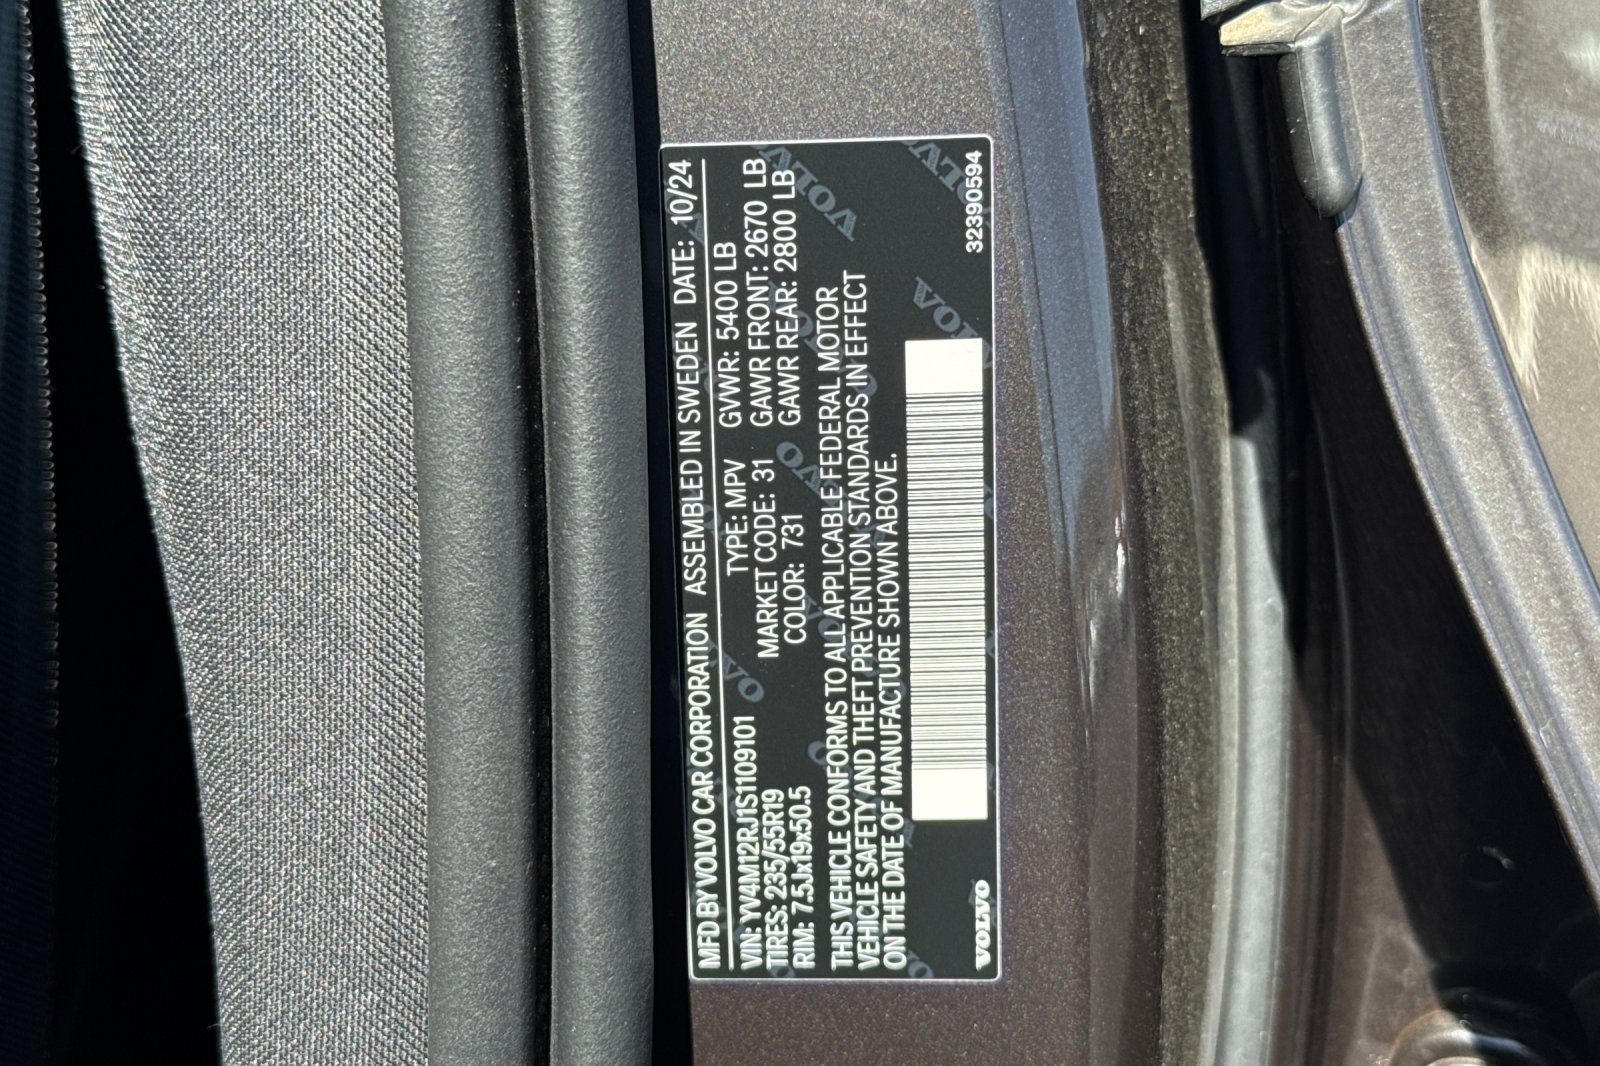 MFD BY VOLVO CAR CORPORATION ASSEMBLED IN SWEDEN DATE: 10/24
VIN: YV4M12RJ1S1109101 TYPE: MPV GVWR: 5400 LB
TIRES: 235/55R19 MARKET CODE: 31 GAWR FRONT: 2670 LB
RIM: 7.5Jx19x50.5 COLOR: 731 GAWR REAR: 2800 LB
THIS VEHICLE CONFORMS TO ALL APPLICABLE FEDERAL MOTOR
VEHICLE SAFETY AND THEFT PREVENTION STANDARDS IN EFFECT
ON THE DATE OF MANUFACTURE SHOWN ABOVE.
VOLVO 32390594